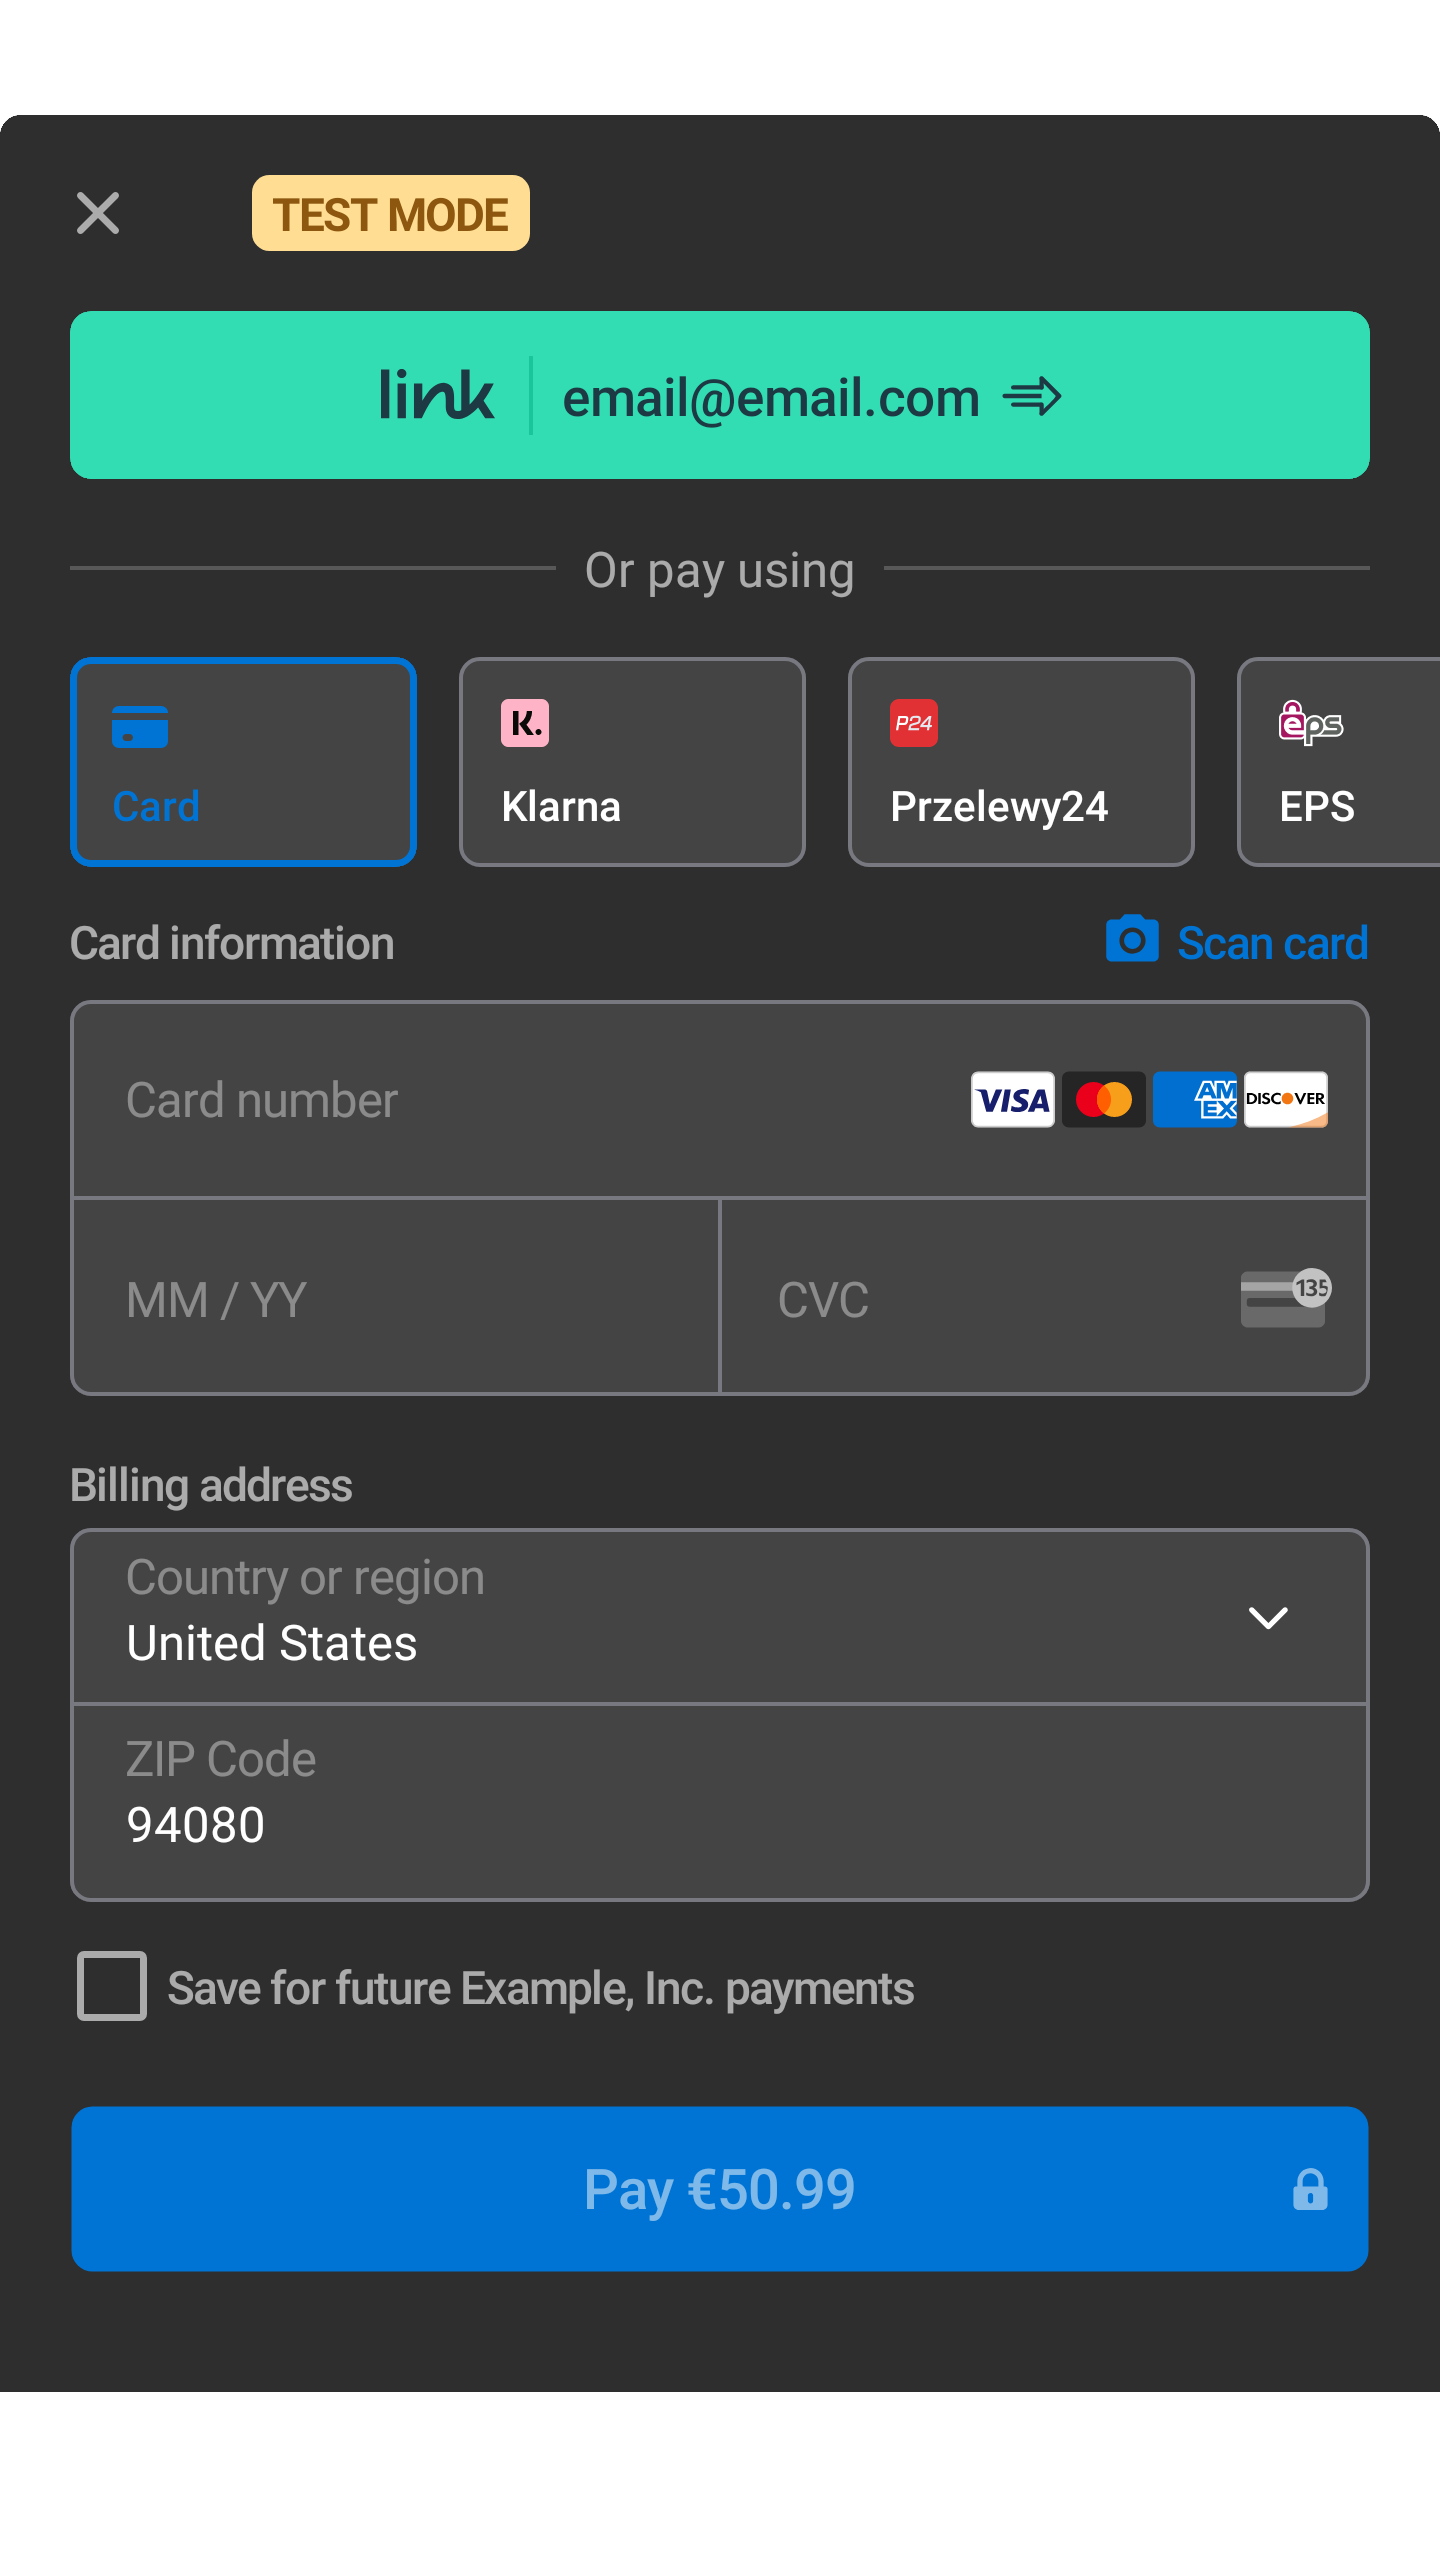 TEST MODE
link email@email.com
Or pay using
K. P24 eps
Card Klarna Przelewy24 EPS
Card information Scan card
Card number VISA AM EX DISCOVER
MM / YY CVC 135
Billing address
Country or region
United States
ZIP Code
94080
Save for future Example, Inc. payments
Pay €50.99